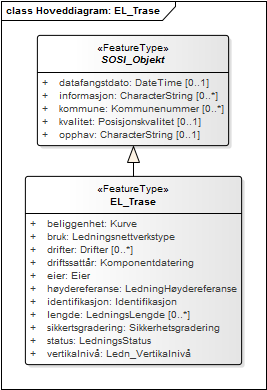 class Hoveddiagram: EL_Trase
«FeatureType»
SOSI_Objekt
+ datafangstdato: DateTime [0..1]
+ informasjon: CharacterString [0..*]
+ kommune: Kommunenummer [0..*]
+ kvalitet: Posisjonskvalitet [0..1]
+ opphav: CharacterString [0..1]
«FeatureType»
EL_Trase
+ beliggenhet: Kurve
+ bruk: Ledningsnettverkstype
+ drifter: Drifter [0..*]
+ driftssattår: Komponentdatering
+ eier: Eier
+ høydereferanse: LedningHøydereferanse
+ identifikasjon: Identifikasjon
+ lengde: LedningsLengde [0..*]
+ sikkertsgradering: Sikkerhetsgradering
+ status: LedningsStatus
+ vertikalnivå: Ledn_Vertikalnivå